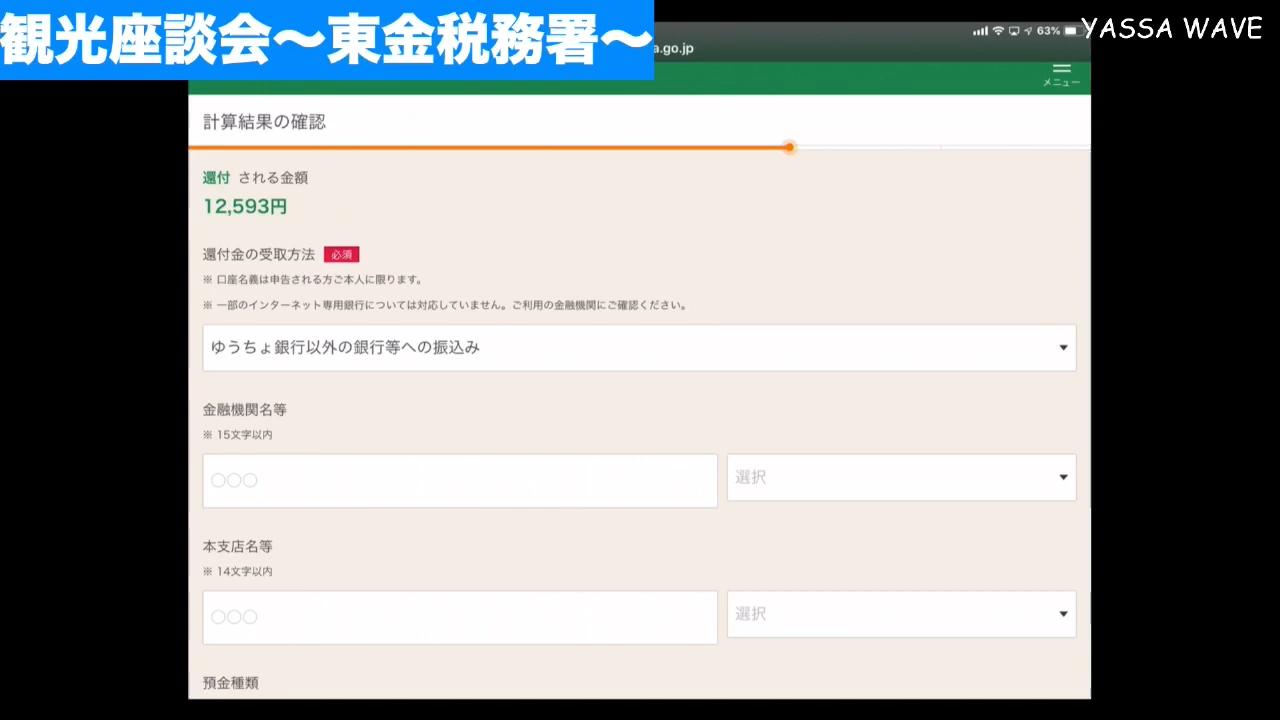 観光座談会〜東金税務署〜
YASSA WAVE
63%
a.go.jp
メニュー
計算結果の確認
還付 される金額
12,593円
還付金の受取方法 必須
※ 口座名義は申告される方ご本人に限ります。
※ 一部のインターネット専用銀行については対応していません。ご利用の金融機関にご確認ください。
ゆうちょ銀行以外の銀行等への振込み
金融機関名等
※ 15文字以内
〇〇〇 選択
本支店名等
※ 14文字以内
〇〇〇 選択
預金種類